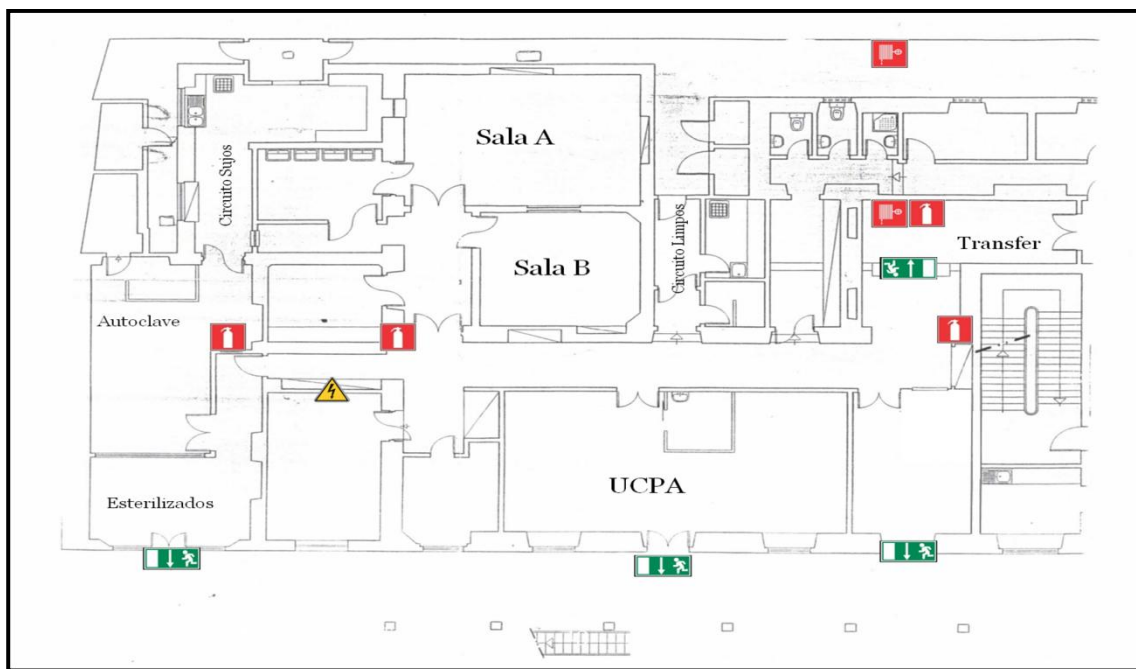 Sala A
Circuito Sujos
Sala B
Circuito Limpos
Transfer
Autoclave
UCPA
Esterilizados